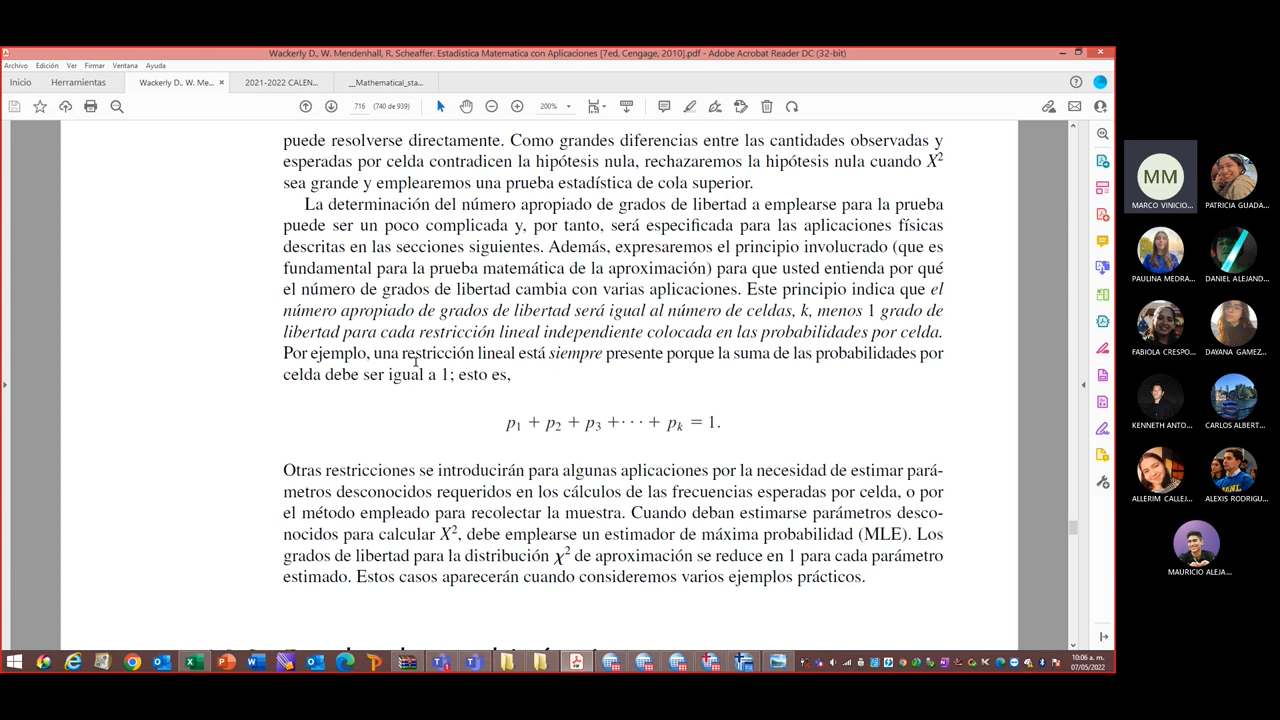 Wackerly D., W. Mendenhall, R. Scheaffer. Estadistica Matematica con Aplicaciones [7ed, Cengage, 2010].pdf - Adobe Acrobat Reader DC (32-bit)
Archivo Edición Ver Firmar Ventana Ayuda
Inicio Herramientas Wackerly D., W. Me... × 2021-2022 CALEN... __Mathematical_sta...
716 (740 de 939) 200%
puede resolverse directamente. Como grandes diferencias entre las cantidades observadas y
esperadas por celda contradicen la hipótesis nula, rechazaremos la hipótesis nula cuando X²
sea grande y emplearemos una prueba estadística de cola superior.
La determinación del número apropiado de grados de libertad a emplearse para la prueba
puede ser un poco complicada y, por tanto, será especificada para las aplicaciones físicas
descritas en las secciones siguientes. Además, expresaremos el principio involucrado (que es
fundamental para la prueba matemática de la aproximación) para que usted entienda por qué
el número de grados de libertad cambia con varias aplicaciones. Este principio indica que el
número apropiado de grados de libertad será igual al número de celdas, k, menos 1 grado de
libertad para cada restricción lineal independiente colocada en las probabilidades por celda.
Por ejemplo, una restricción lineal está siempre presente porque la suma de las probabilidades por
celda debe ser igual a 1; esto es,
p₁ + p₂ + p₃ + · · · + pₖ = 1.
Otras restricciones se introducirán para algunas aplicaciones por la necesidad de estimar pará-
metros desconocidos requeridos en los cálculos de las frecuencias esperadas por celda, o por
el método empleado para recolectar la muestra. Cuando deban estimarse parámetros desco-
nocidos para calcular X², debe emplearse un estimador de máxima probabilidad (MLE). Los
grados de libertad para la distribución χ² de aproximación se reduce en 1 para cada parámetro
estimado. Estos casos aparecerán cuando consideremos varios ejemplos prácticos.
10:06 a. m.
07/05/2022
MM
MARCO VINICIO... PATRICIA GUADA...
PAULINA MEDRA... DANIEL ALEJAND...
FABIOLA CRESPO... DAYANA GAMEZ...
KENNETH ANTO... CARLOS ALBERT...
ALLERIM CALLEJ... ALEXIS RODRIGU...
MAURICIO ALEJA...